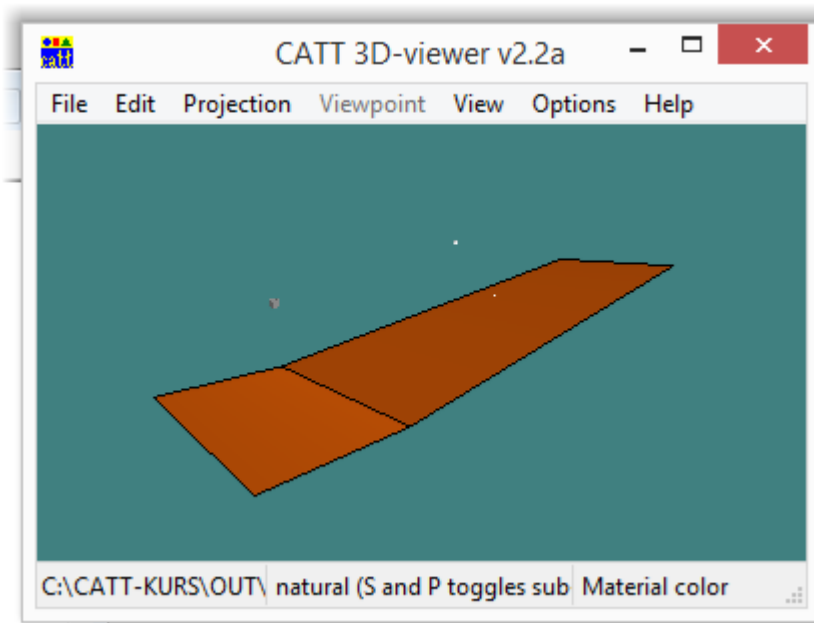 catt
CATT 3D-viewer v2.2a
File Edit Projection Viewpoint View Options Help
C:\CATT-KURS\OUT\ natural (S and P toggles sub Material color